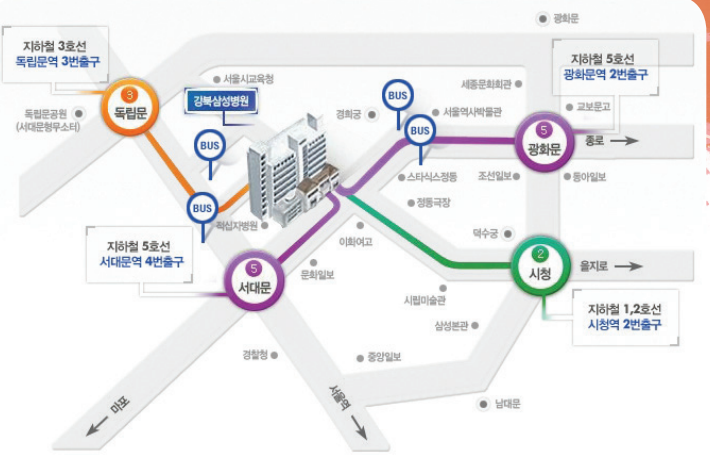 광화문
지하철 3호선
독립문역 3번출구
지하철 5호선
광화문역 2번출구
서울시교육청
세종문화회관
3
독립문
강북삼성병원
BUS
독립문공원
(서대문형무소터)
경희궁
서울역사박물관
교보문고
BUS
5
광화문
종로
BUS
스타식스정동
조선일보
동아일보
BUS
정동극장
적십자병원
이화여고
덕수궁
지하철 5호선
서대문역 4번출구
5
서대문
문화일보
2
시청
을지로
시립미술관
지하철 1,2호선
시청역 2번출구
삼성본관
경찰청
중앙일보
마포
서울역
남대문